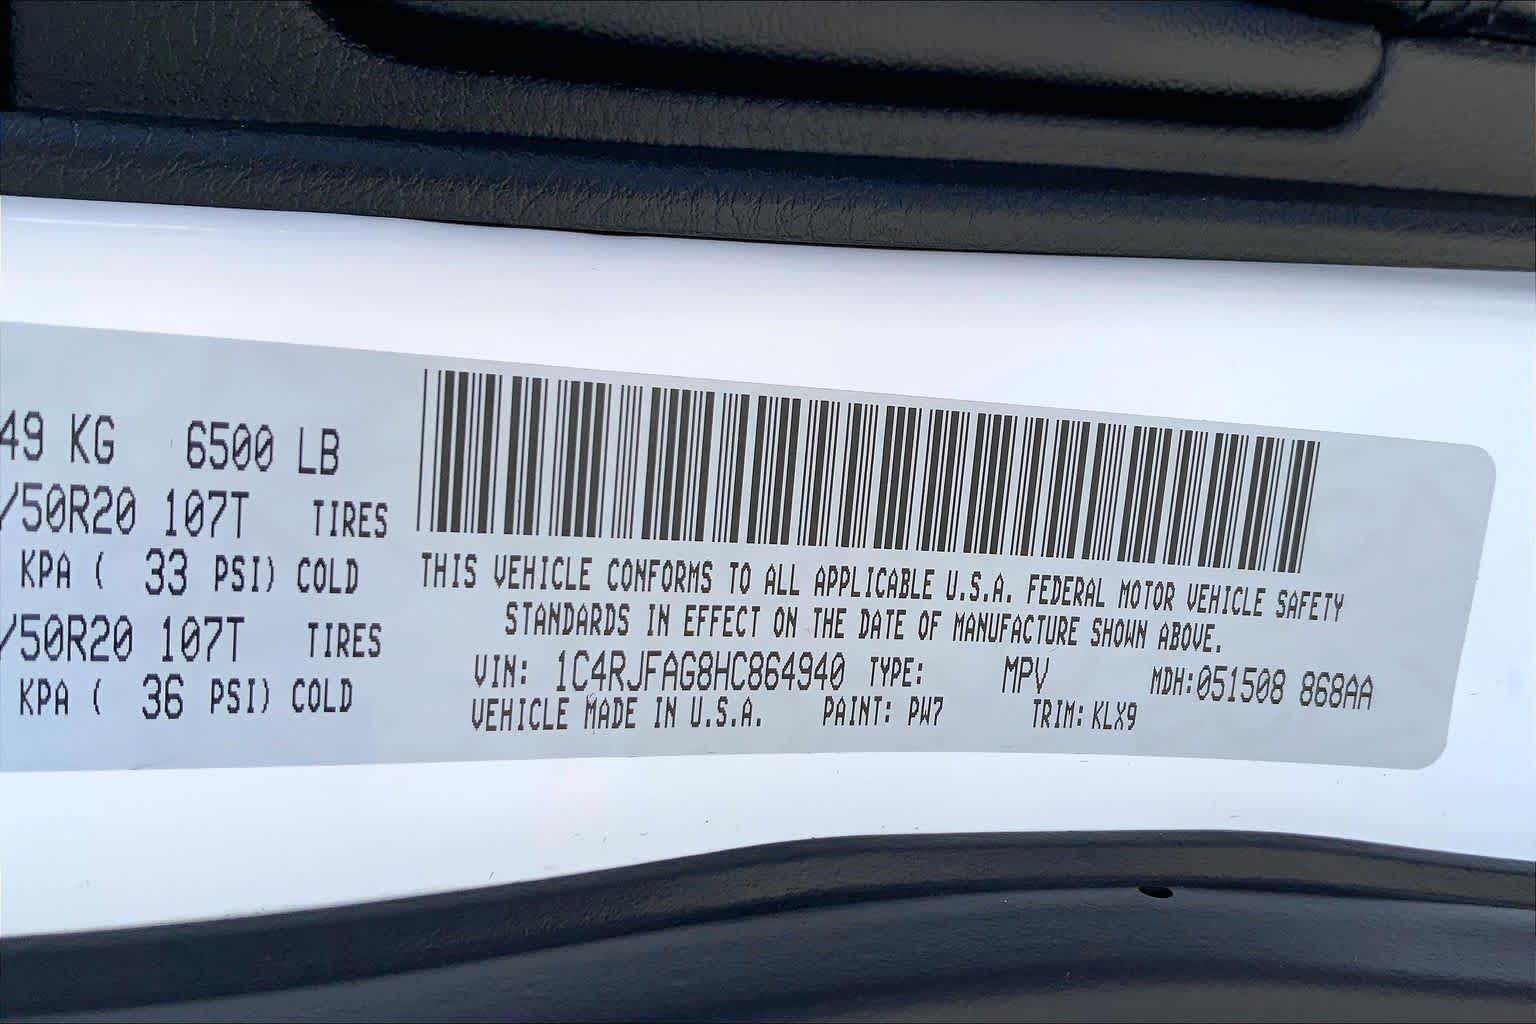 49 KG 6500 LB
/50R20 107T TIRES
KPA ( 33 PSI) COLD
/50R20 107T TIRES
KPA ( 36 PSI) COLD
THIS VEHICLE CONFORMS TO ALL APPLICABLE U.S.A. FEDERAL MOTOR VEHICLE SAFETY
STANDARDS IN EFFECT ON THE DATE OF MANUFACTURE SHOWN ABOVE.
VIN: 1C4RJFAG8HC864940 TYPE: MPV MDH:051508 868AA
VEHICLE MADE IN U.S.A. PAINT: PW7 TRIM: KLX9